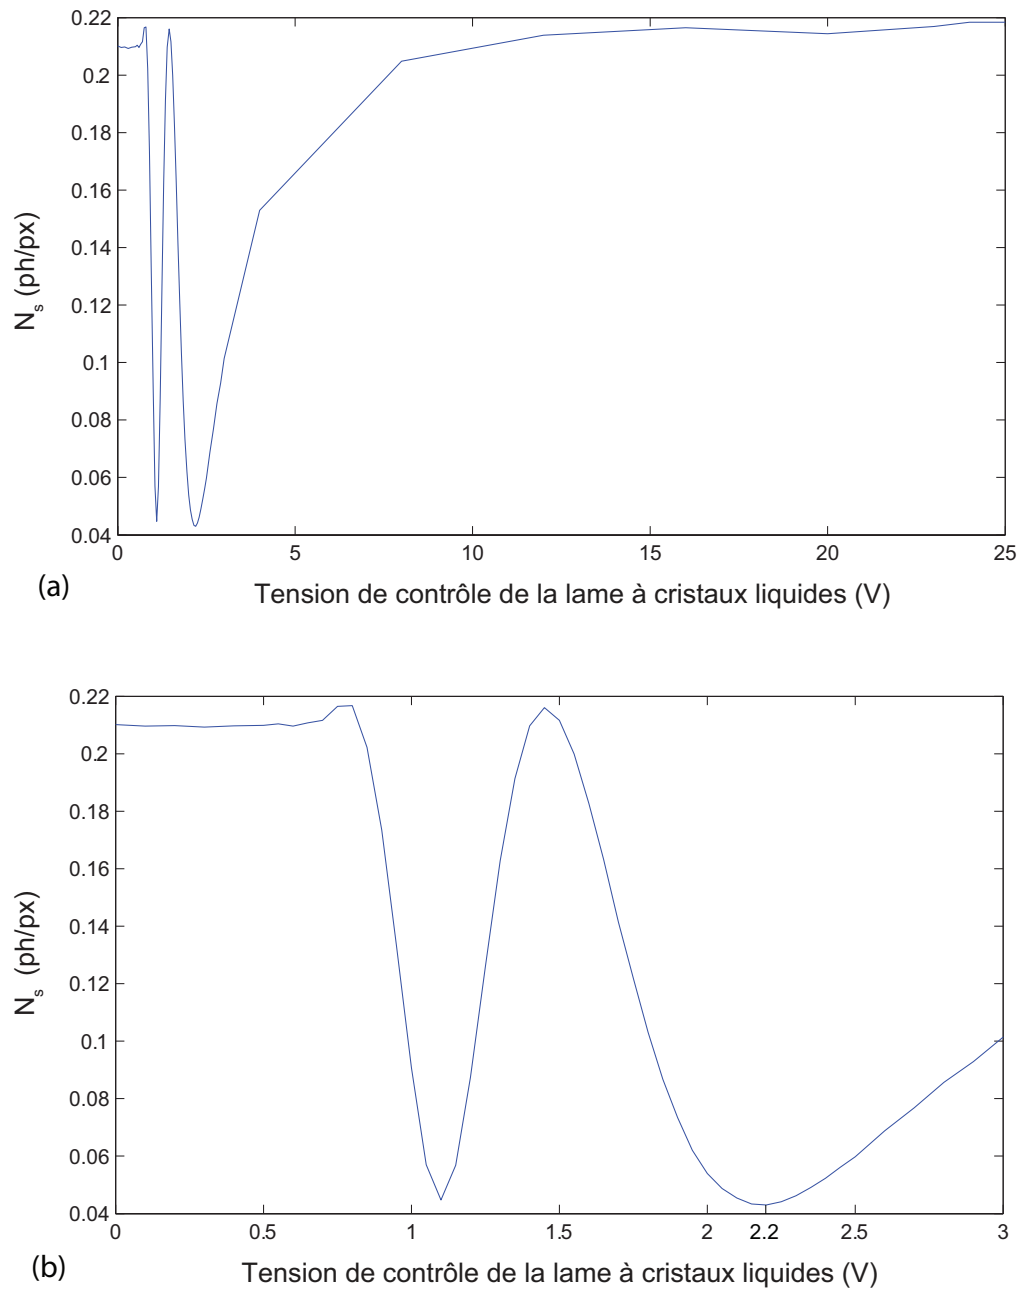 0.22
0.2
0.18
0.16
0.14
0.12
0.1
0.08
0.06
0.04
N_s (ph/px)
0 5 10 15 20 25
(a)
Tension de contrôle de la lame à cristaux liquides (V)
0.22
0.2
0.18
0.16
0.14
0.12
0.1
0.08
0.06
0.04
N_s (ph/px)
0 0.5 1 1.5 2 2.2 2.5 3
(b)
Tension de contrôle de la lame à cristaux liquides (V)